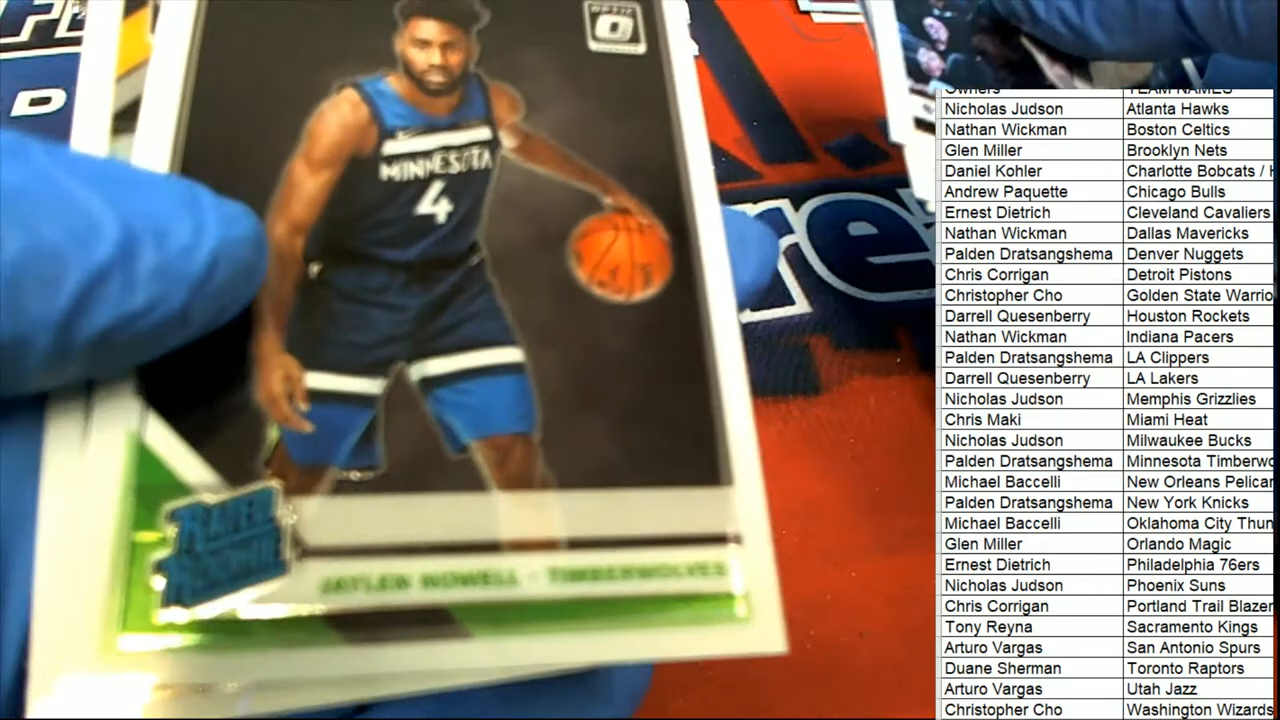 OPTIC
MINNESOTA
4
D
re
RATED ROOKIE
JAYLEN NOWELL · TIMBERWOLVES
Owners TEAM NAMES
Nicholas Judson Atlanta Hawks
Nathan Wickman Boston Celtics
Glen Miller Brooklyn Nets
Daniel Kohler Charlotte Bobcats / H
Andrew Paquette Chicago Bulls
Ernest Dietrich Cleveland Cavaliers
Nathan Wickman Dallas Mavericks
Palden Dratsangshema Denver Nuggets
Chris Corrigan Detroit Pistons
Christopher Cho Golden State Warrio
Darrell Quesenberry Houston Rockets
Nathan Wickman Indiana Pacers
Palden Dratsangshema LA Clippers
Darrell Quesenberry LA Lakers
Nicholas Judson Memphis Grizzlies
Chris Maki Miami Heat
Nicholas Judson Milwaukee Bucks
Palden Dratsangshema Minnesota Timberwo
Michael Baccelli New Orleans Pelican
Palden Dratsangshema New York Knicks
Michael Baccelli Oklahoma City Thun
Glen Miller Orlando Magic
Ernest Dietrich Philadelphia 76ers
Nicholas Judson Phoenix Suns
Chris Corrigan Portland Trail Blazer
Tony Reyna Sacramento Kings
Arturo Vargas San Antonio Spurs
Duane Sherman Toronto Raptors
Arturo Vargas Utah Jazz
Christopher Cho Washington Wizards